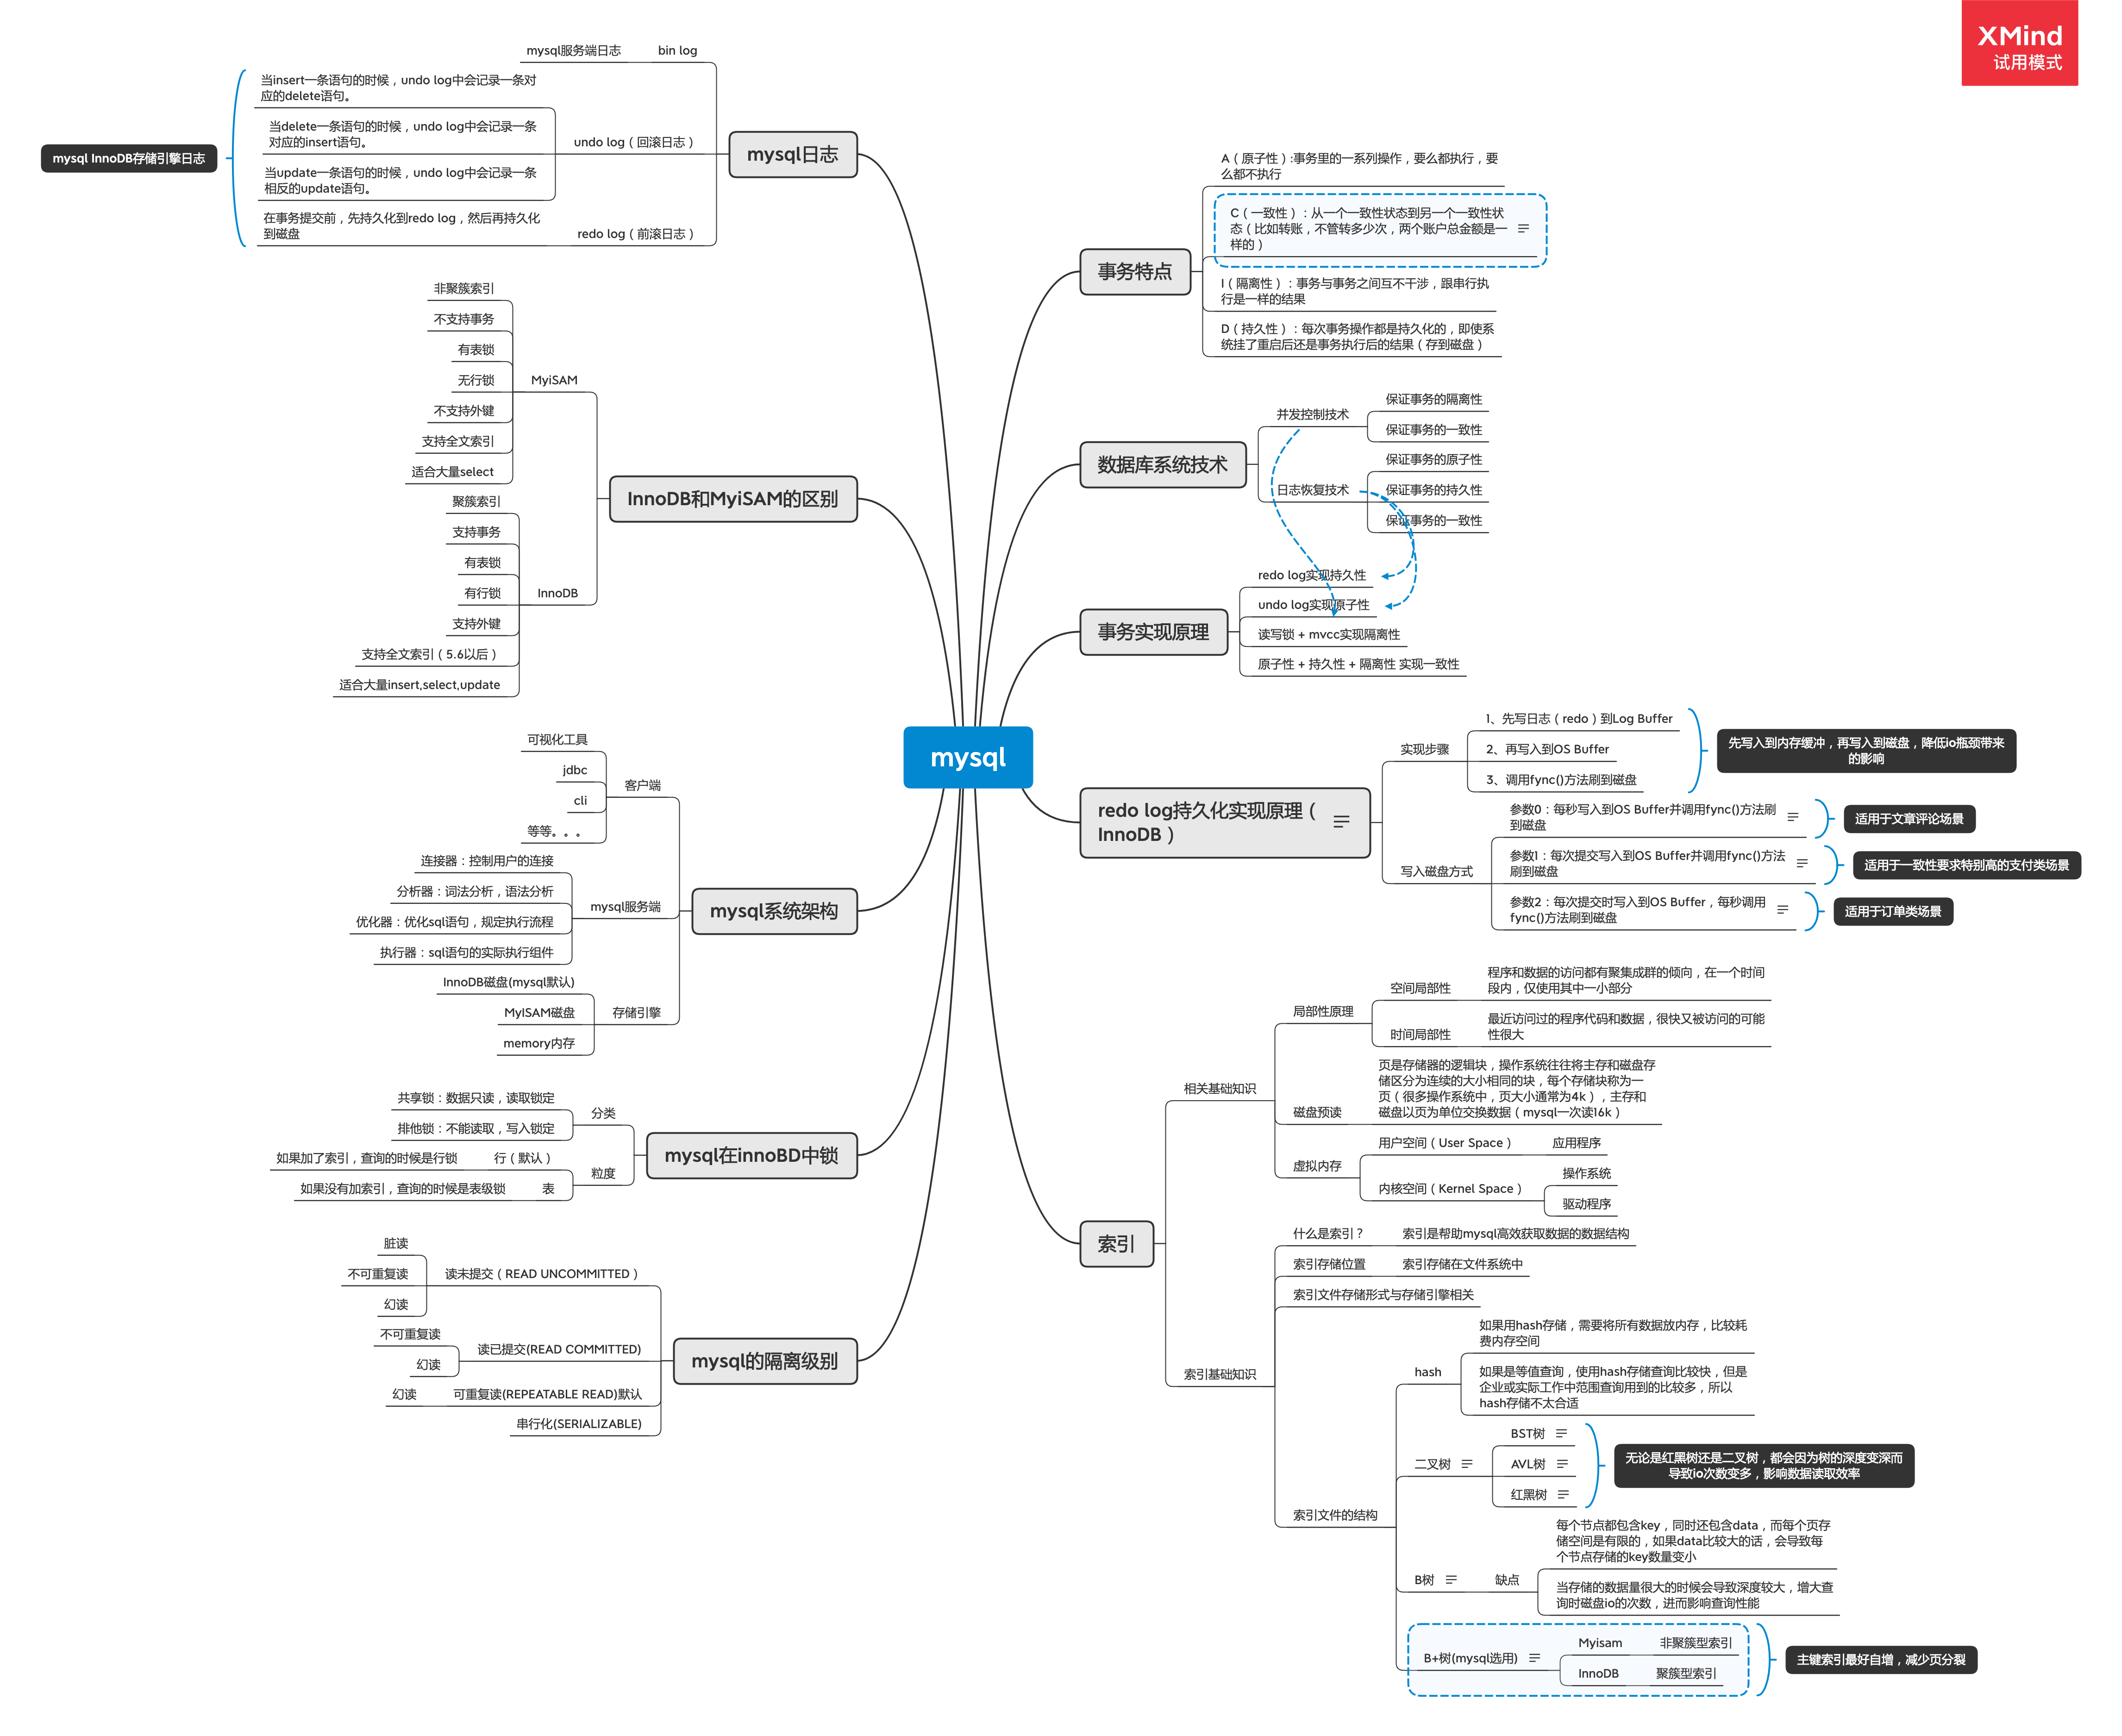 XMind
试用模式
mysql
mysql日志
bin log
mysql服务端日志
undo log（回滚日志）
当insert一条语句的时候，undo log中会记录一条对
应的delete语句。
当delete一条语句的时候，undo log中会记录一条
对应的insert语句。
当update一条语句的时候，undo log中会记录一条
相反的update语句。
redo log（前滚日志）
在事务提交前，先持久化到redo log，然后再持久化
到磁盘
mysql InnoDB存储引擎日志
InnoDB和MyiSAM的区别
MyiSAM
非聚簇索引
不支持事务
有表锁
无行锁
不支持外键
支持全文索引
适合大量select
InnoDB
聚簇索引
支持事务
有表锁
有行锁
支持外键
支持全文索引（5.6以后）
适合大量insert,select,update
mysql系统架构
客户端
可视化工具
jdbc
cli
等等。。。
mysql服务端
连接器：控制用户的连接
分析器：词法分析，语法分析
优化器：优化sql语句，规定执行流程
执行器：sql语句的实际执行组件
存储引擎
InnoDB磁盘(mysql默认)
MyISAM磁盘
memory内存
mysql在innoBD中锁
分类
共享锁：数据只读，读取锁定
排他锁：不能读取，写入锁定
粒度
行（默认）
如果加了索引，查询的时候是行锁
表
如果没有加索引，查询的时候是表级锁
mysql的隔离级别
读未提交（READ UNCOMMITTED）
脏读
不可重复读
幻读
读已提交(READ COMMITTED)
不可重复读
幻读
可重复读(REPEATABLE READ)默认
幻读
串行化(SERIALIZABLE)
事务特点
A（原子性）:事务里的一系列操作，要么都执行，要
么都不执行
C（一致性）：从一个一致性状态到另一个一致性状
态（比如转账，不管转多少次，两个账户总金额是一
样的）
I（隔离性）：事务与事务之间互不干涉，跟串行执
行是一样的结果
D（持久性）：每次事务操作都是持久化的，即使系
统挂了重启后还是事务执行后的结果（存到磁盘）
数据库系统技术
并发控制技术
保证事务的隔离性
保证事务的一致性
日志恢复技术
保证事务的原子性
保证事务的持久性
保证事务的一致性
事务实现原理
redo log实现持久性
undo log实现原子性
读写锁 + mvcc实现隔离性
原子性 + 持久性 + 隔离性 实现一致性
redo log持久化实现原理（
InnoDB）
实现步骤
1、先写日志（redo）到Log Buffer
2、再写入到OS Buffer
3、调用fync()方法刷到磁盘
先写入到内存缓冲，再写入到磁盘，降低io瓶颈带来
的影响
写入磁盘方式
参数0：每秒写入到OS Buffer并调用fync()方法刷
到磁盘
适用于文章评论场景
参数1：每次提交写入到OS Buffer并调用fync()方法
刷到磁盘
适用于一致性要求特别高的支付类场景
参数2：每次提交时写入到OS Buffer，每秒调用
fync()方法刷到磁盘
适用于订单类场景
索引
相关基础知识
局部性原理
空间局部性
程序和数据的访问都有聚集成群的倾向，在一个时间
段内，仅使用其中一小部分
时间局部性
最近访问过的程序代码和数据，很快又被访问的可能
性很大
磁盘预读
页是存储器的逻辑块，操作系统往往将主存和磁盘存
储区分为连续的大小相同的块，每个存储块称为一
页（很多操作系统中，页大小通常为4k），主存和
磁盘以页为单位交换数据（mysql一次读16k）
虚拟内存
用户空间（User Space）
应用程序
内核空间（Kernel Space）
操作系统
驱动程序
索引基础知识
什么是索引？
索引是帮助mysql高效获取数据的数据结构
索引存储位置
索引存储在文件系统中
索引文件存储形式与存储引擎相关
索引文件的结构
hash
如果用hash存储，需要将所有数据放内存，比较耗
费内存空间
如果是等值查询，使用hash存储查询比较快，但是
企业或实际工作中范围查询用到的比较多，所以
hash存储不太合适
二叉树
BST树
AVL树
红黑树
无论是红黑树还是二叉树，都会因为树的深度变深而
导致io次数变多，影响数据读取效率
B树
缺点
每个节点都包含key，同时还包含data，而每个页存
储空间是有限的，如果data比较大的话，会导致每
个节点存储的key数量变小
当存储的数据量很大的时候会导致深度较大，增大查
询时磁盘io的次数，进而影响查询性能
B+树(mysql选用)
Myisam
非聚簇型索引
InnoDB
聚簇型索引
主键索引最好自增，减少页分裂